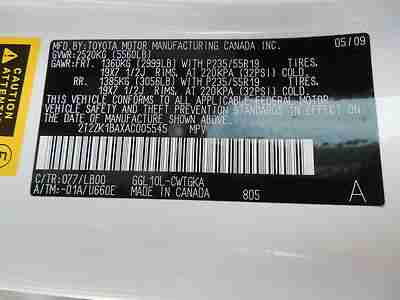 MFD.BY:TOYOTA MOTOR MANUFACTURING CANADA INC. 05/09
GVWR:2520KG (5560LB)
GAWR:FRT. 1360KG (2999LB)WITH P235/55R19 TIRES
19X7 1/2J RIMS, AT 220KPA (32PSI) COLD.
RR. 1385KG (3056LB)WITH P235/55R19 TIRES
19X7 1/2J RIMS, AT 220KPA (32PSI) COLD.
THIS VEHICLE CONFORMS TO ALL APPLICABLE FEDERAL MOTOR
VEHICLE SAFETY AND THEFT PREVENTION STANDARDS IN EFFECT ON
THE DATE OF MANUFACTURE SHOWN ABOVE.
2T2ZK1BAXAC005545 MPV
C/TR:077/LB00 GGL10L-CWTGKA
A/TM:-01A/U660E MADE IN CANADA 805 A
CAUTION